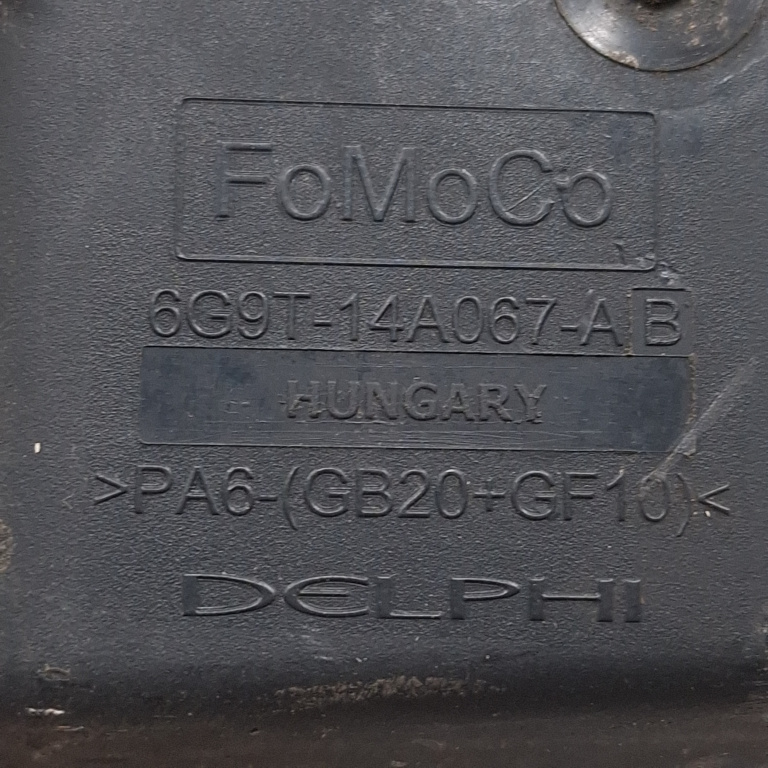 FoMoCo
6G9T-14A067-AB
HUNGARY
>PA6-(GB20+GF10)<
DELPHI